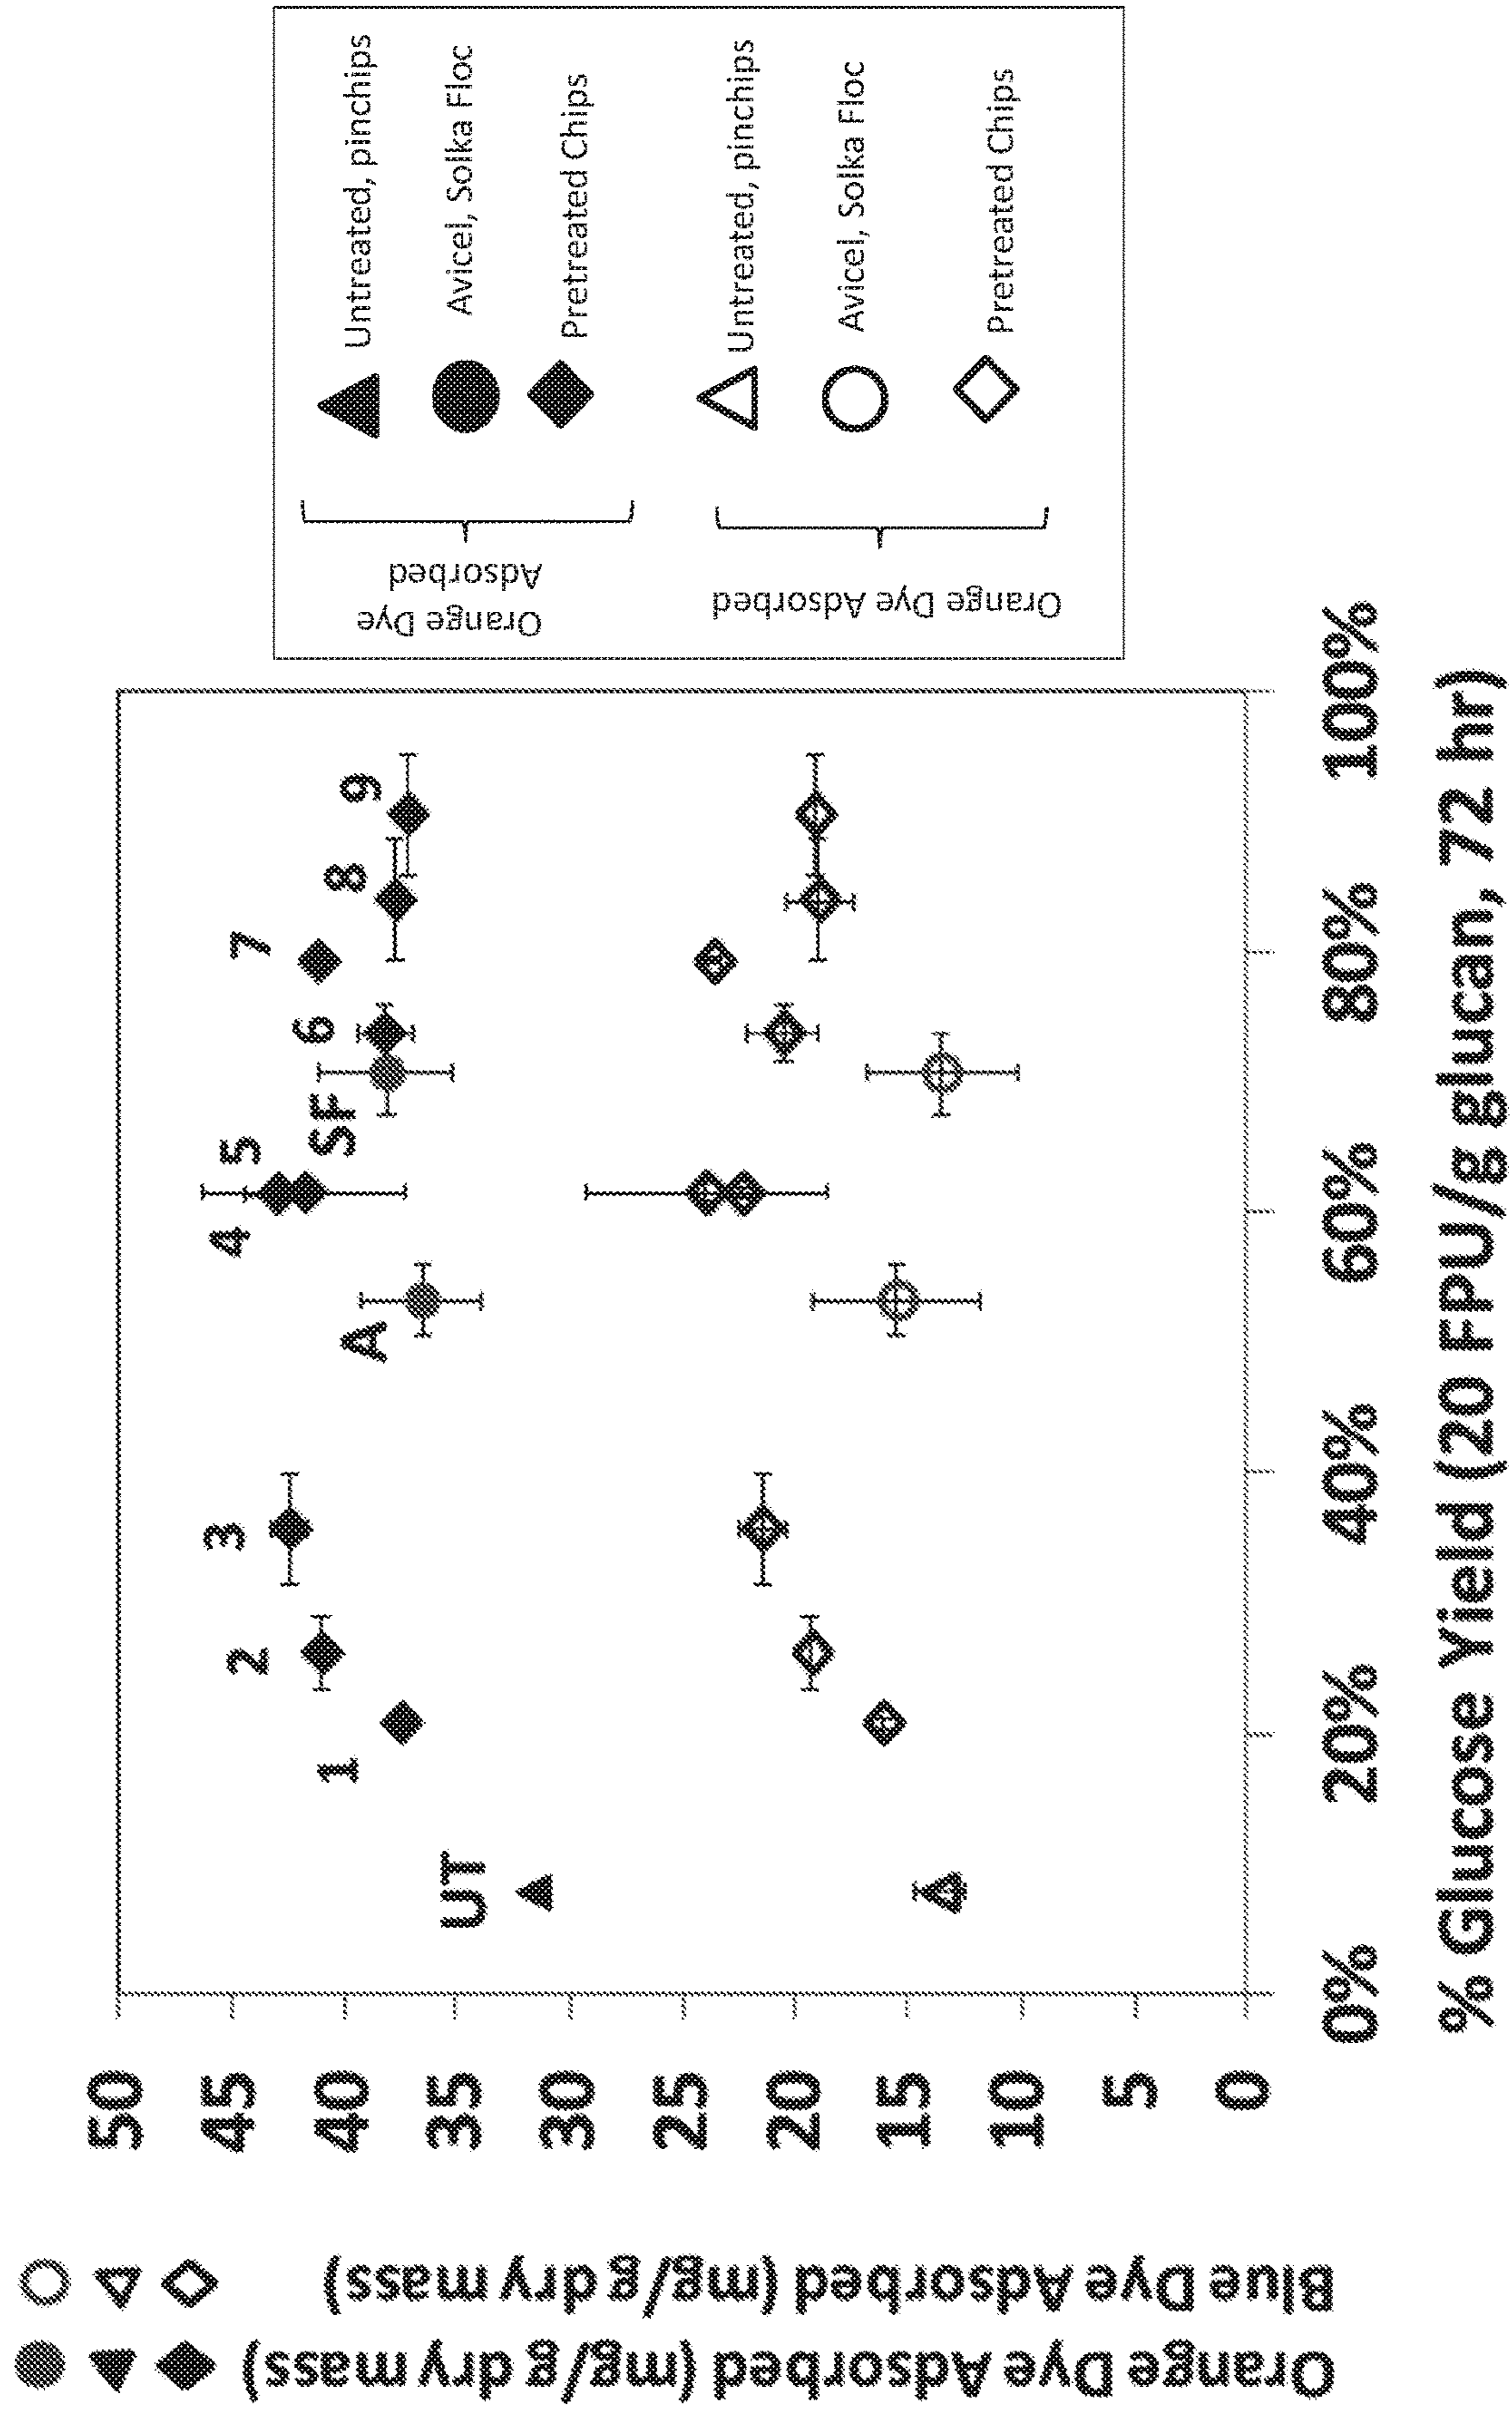 Orange Dye Adsorbed (mg/g dry mass)
Blue Dye Adsorbed (mg/g dry mass)
50
45
40
35
30
25
20
15
10
5
0
UT
1
2
3
A
4
5
SF
6
7
8
9
0%
20%
40%
60%
80%
100%
% Glucose Yield (20 FPU/g glucan, 72 hr)
Orange Dye
Adsorbed
Untreated, pinchips
Avicel, Solka Floc
Pretreated Chips
Orange Dye Adsorbed
Untreated, pinchips
Avicel, Solka Floc
Pretreated Chips